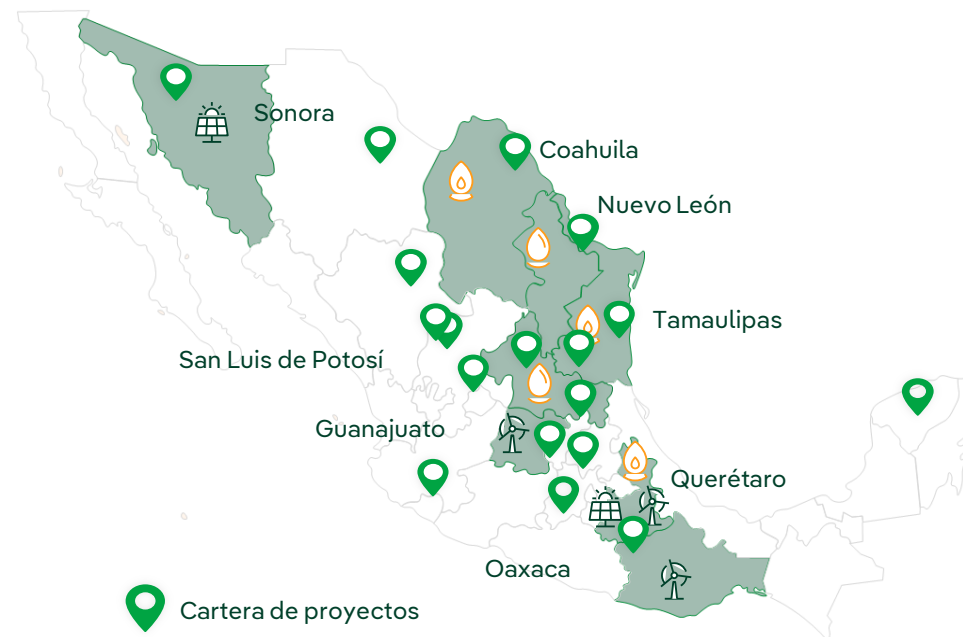 Sonora
Coahuila
Nuevo León
Tamaulipas
San Luis de Potosí
Guanajuato
Querétaro
Oaxaca
Cartera de proyectos